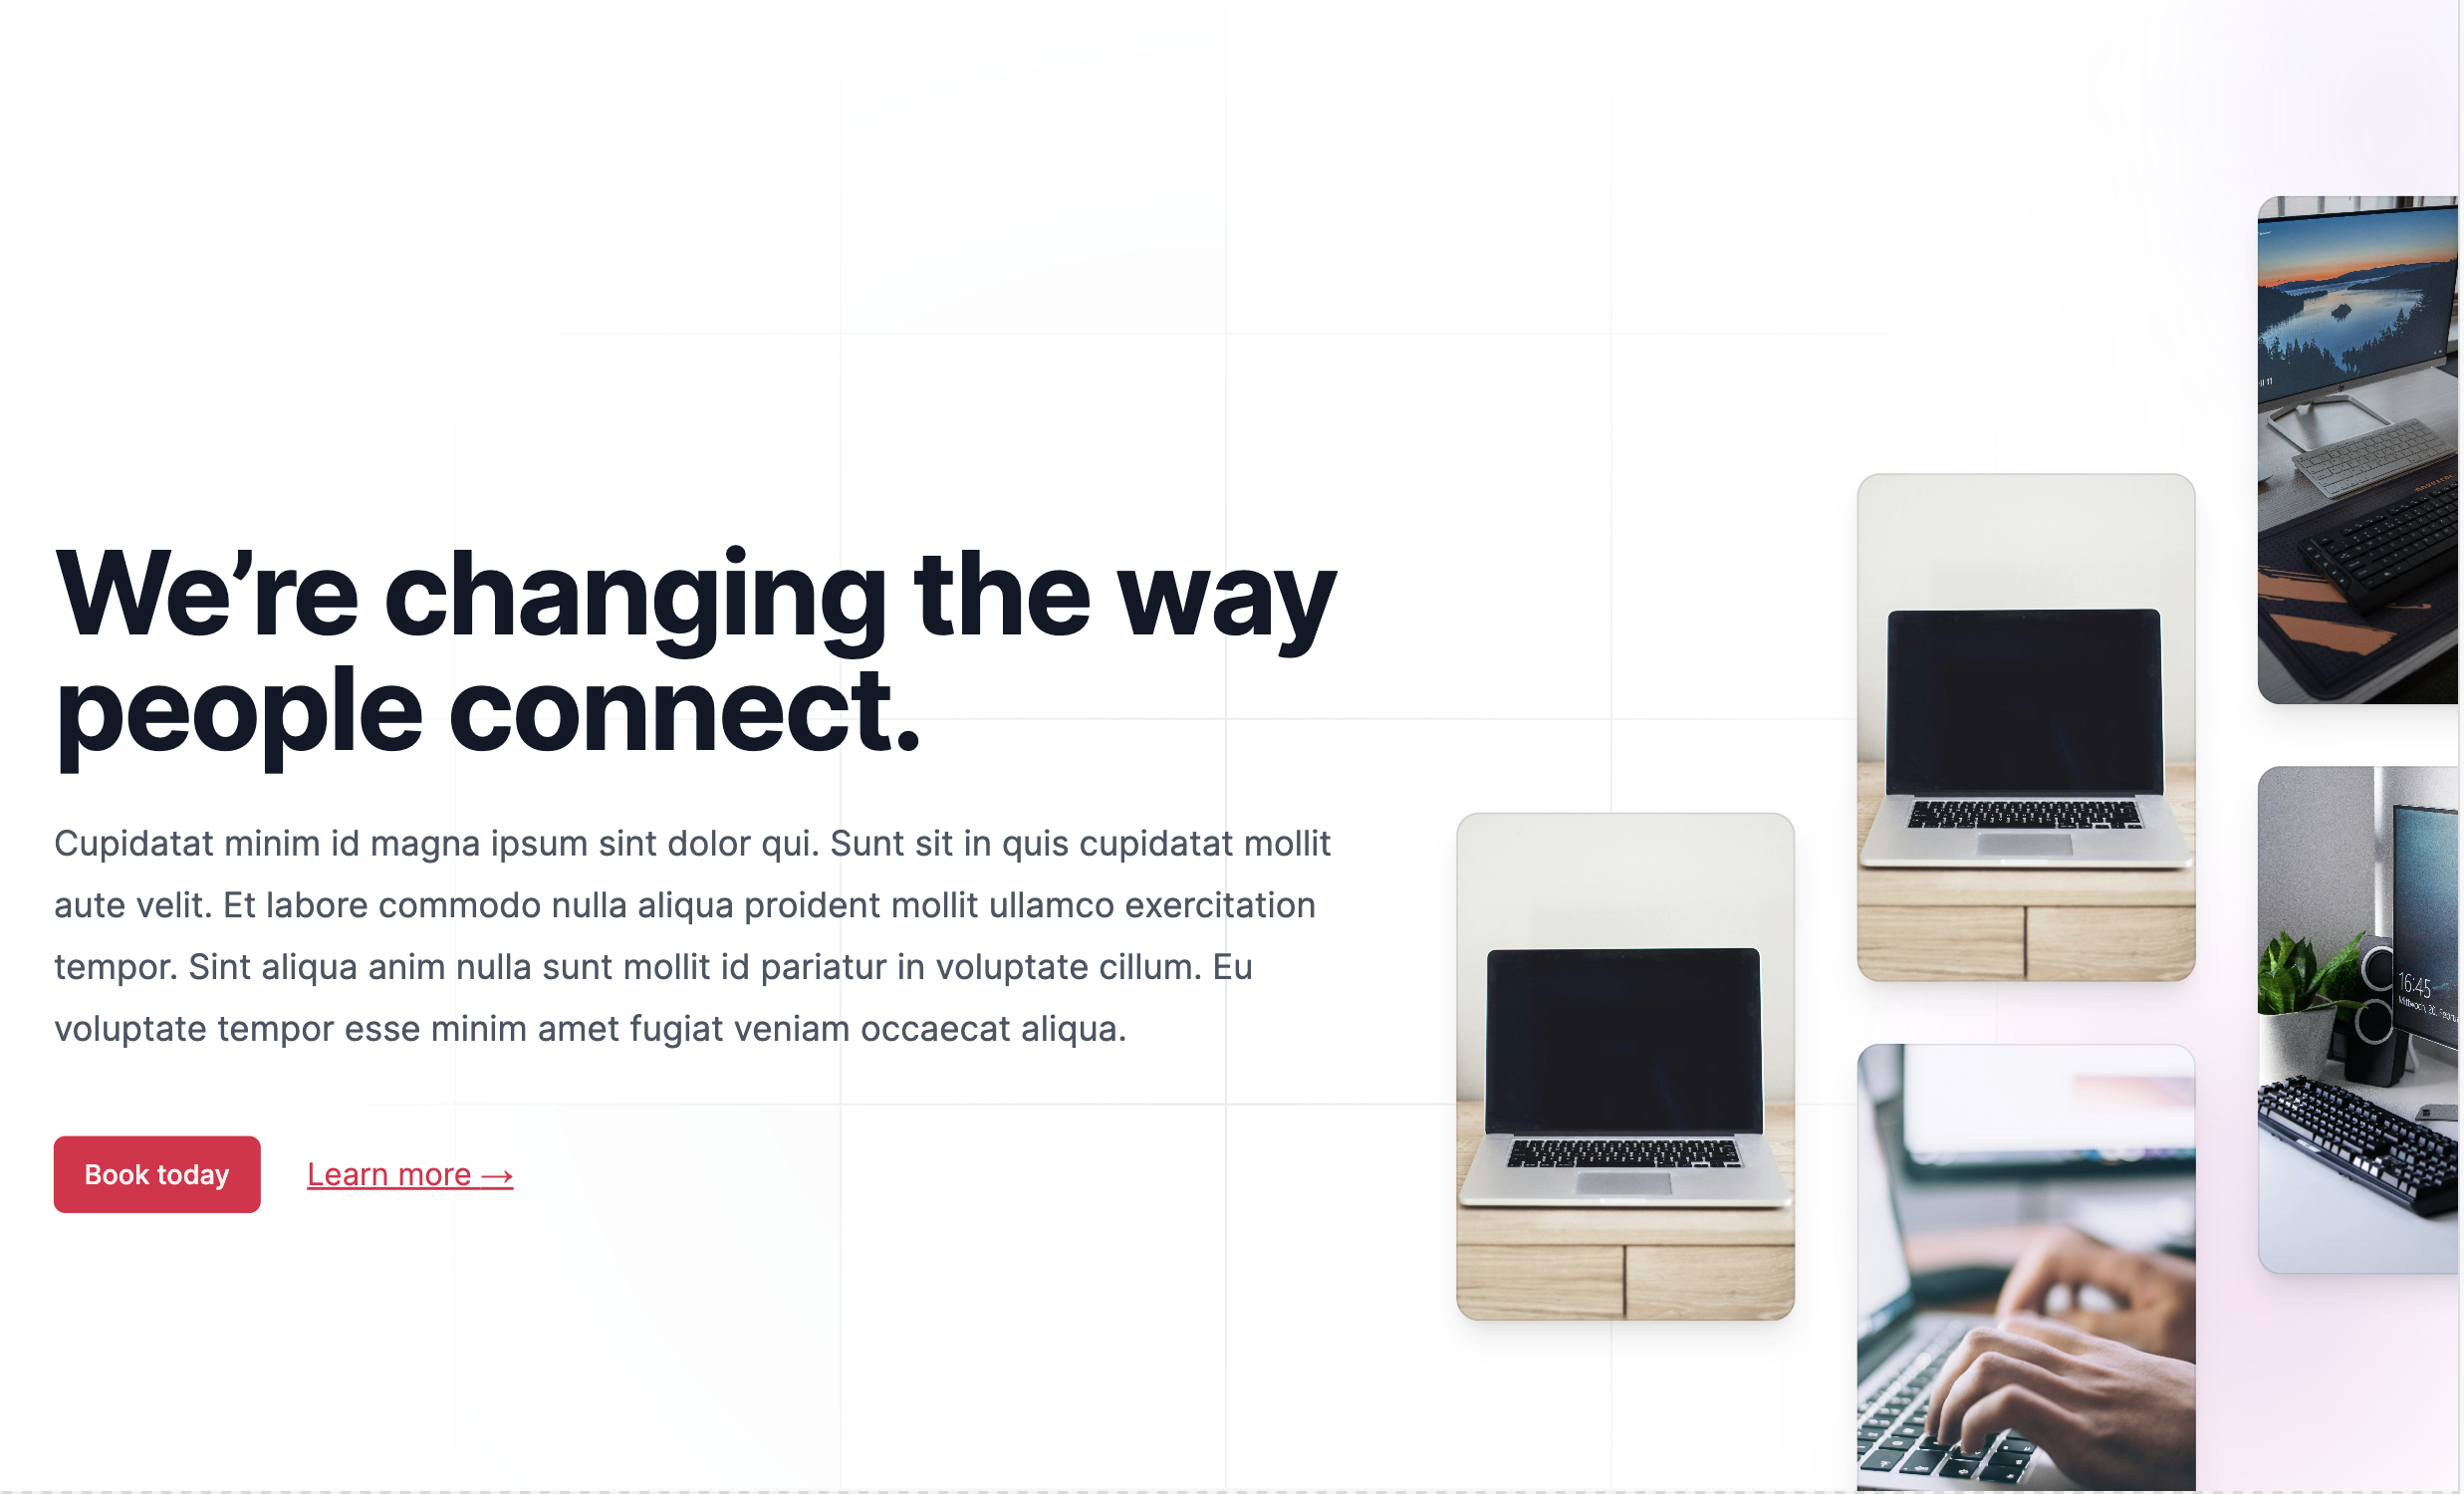 We’re changing the way
people connect.
Cupidatat minim id magna ipsum sint dolor qui. Sunt sit in quis cupidatat mollit
aute velit. Et labore commodo nulla aliqua proident mollit ullamco exercitation
tempor. Sint aliqua anim nulla sunt mollit id pariatur in voluptate cillum. Eu
voluptate tempor esse minim amet fugiat veniam occaecat aliqua.
Book today
Learn more →
16:45